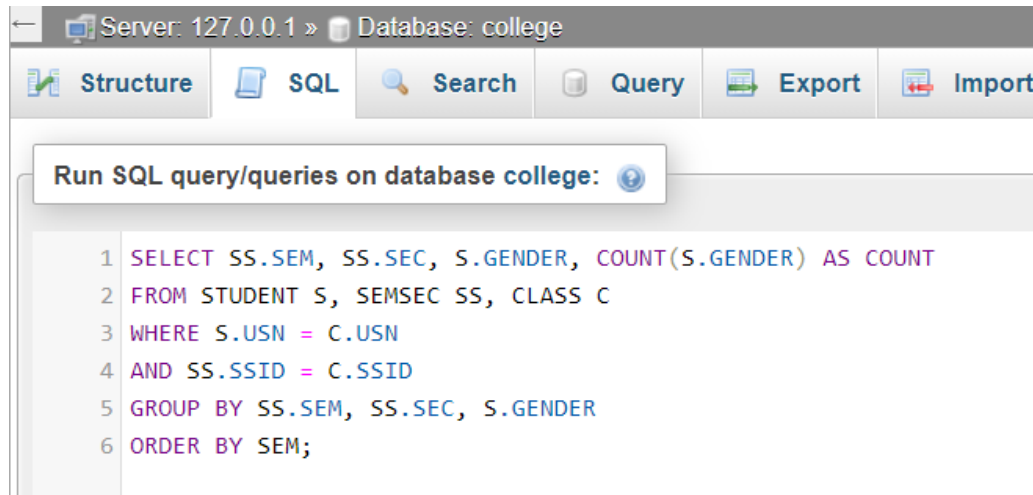 ← Server: 127.0.0.1 » Database: college
Structure SQL Search Query Export Import
Run SQL query/queries on database college:
1 SELECT SS.SEM, SS.SEC, S.GENDER, COUNT(S.GENDER) AS COUNT
2 FROM STUDENT S, SEMSEC SS, CLASS C
3 WHERE S.USN = C.USN
4 AND SS.SSID = C.SSID
5 GROUP BY SS.SEM, SS.SEC, S.GENDER
6 ORDER BY SEM;